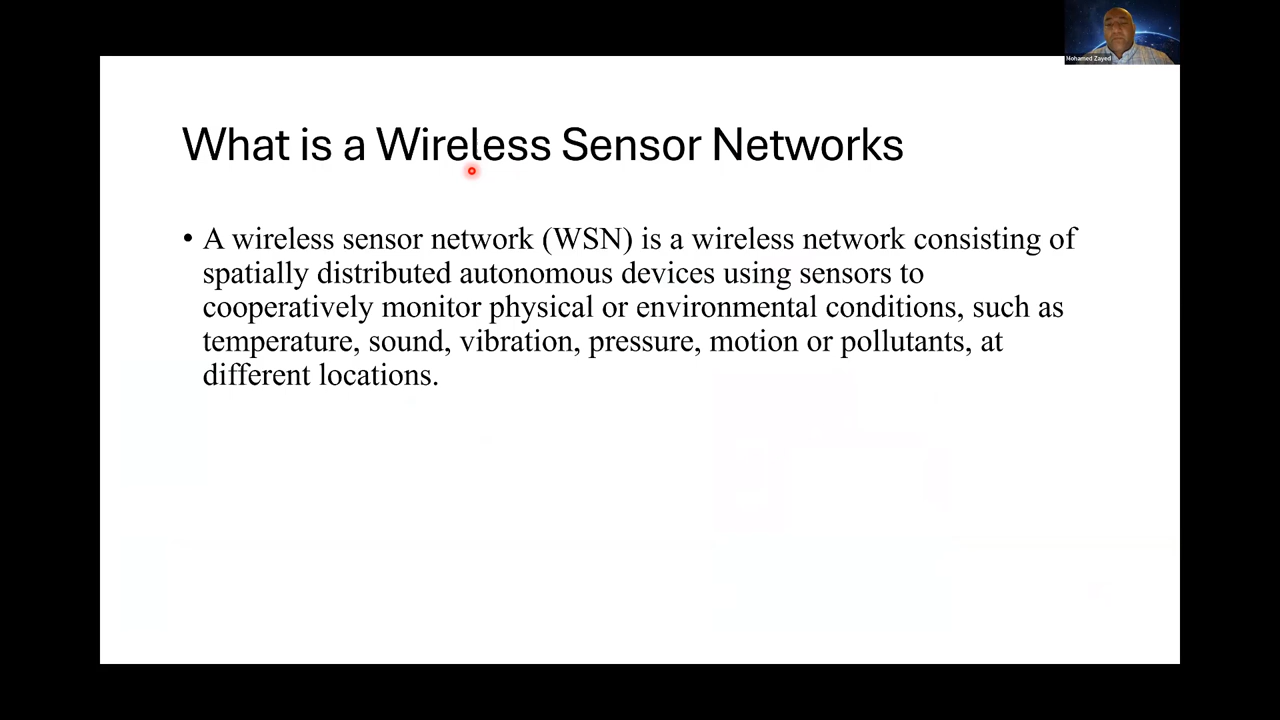 Mohamed Zayed
What is a Wireless Sensor Networks
• A wireless sensor network (WSN) is a wireless network consisting of
spatially distributed autonomous devices using sensors to
cooperatively monitor physical or environmental conditions, such as
temperature, sound, vibration, pressure, motion or pollutants, at
different locations.